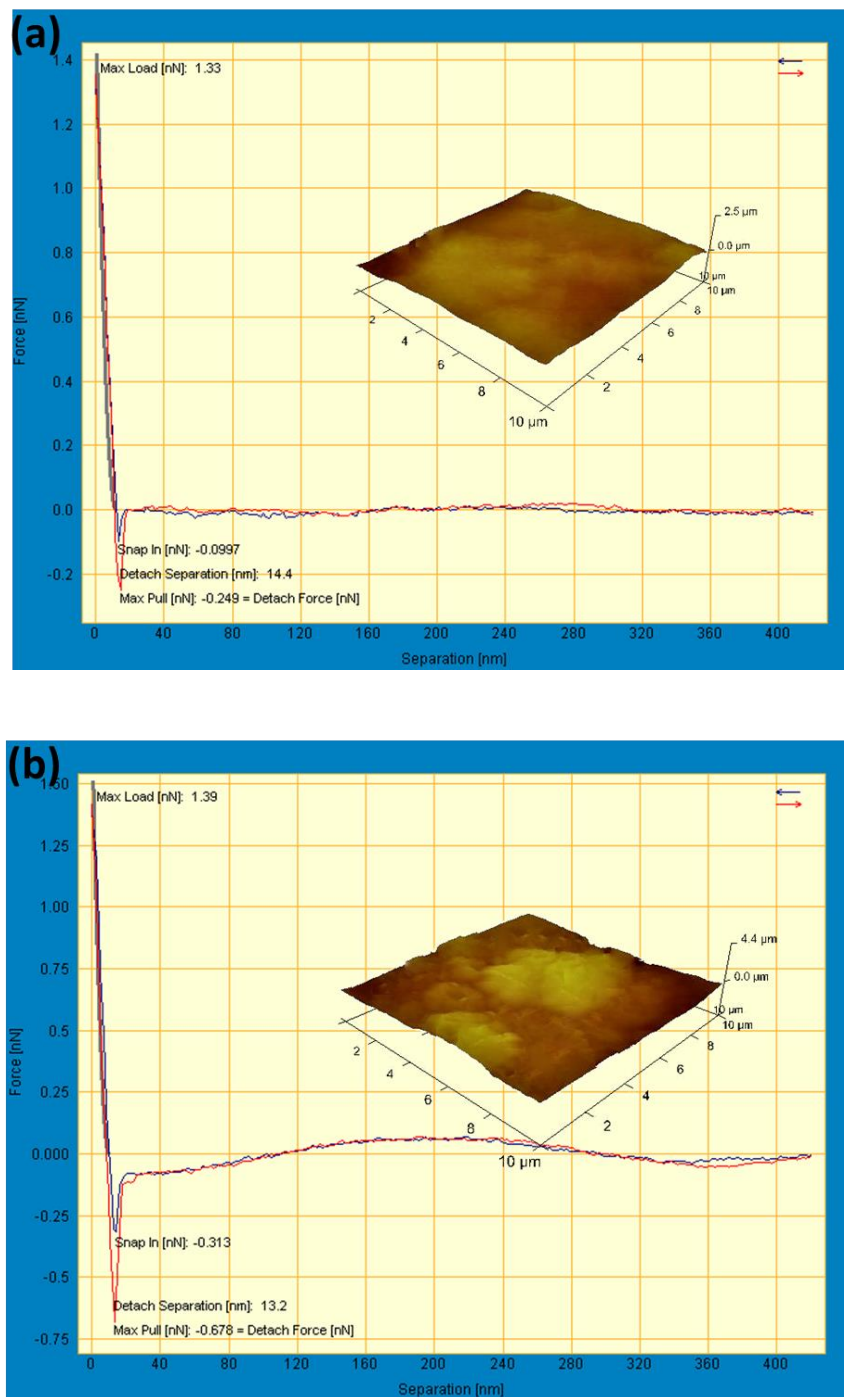 (a)
1.4
Max Load [nN]: 1.33
1.2
1.0
2.5 µm
0.0 µm
0.8
10 µm
10 µm
8
2
6
0.6
4
4
6
2
8
0.4
10 µm
Force [nN]
0.2
0.0
Snap In [nN]: -0.0997
-0.2
Detach Separation [nm]: 14.4
Max Pull [nN]: -0.249 = Detach Force [nN]
0 40 80 120 160 200 240 280 320 360 400
Separation [nm]
(b)
1.50
Max Load [nN]: 1.39
1.25
1.00
4.4 µm
0.0 µm
0.75
10 µm
10 µm
8
2
6
4
4
0.5
6
2
8
10 µm
Force [nN]
0.25
0.000
-0.25
Snap In [nN]: -0.313
-0.5
Detach Separation [nm]: 13.2
Max Pull [nN]: -0.678 = Detach Force [nN]
-0.75
0 40 80 120 160 200 240 280 320 360 400
Separation [nm]